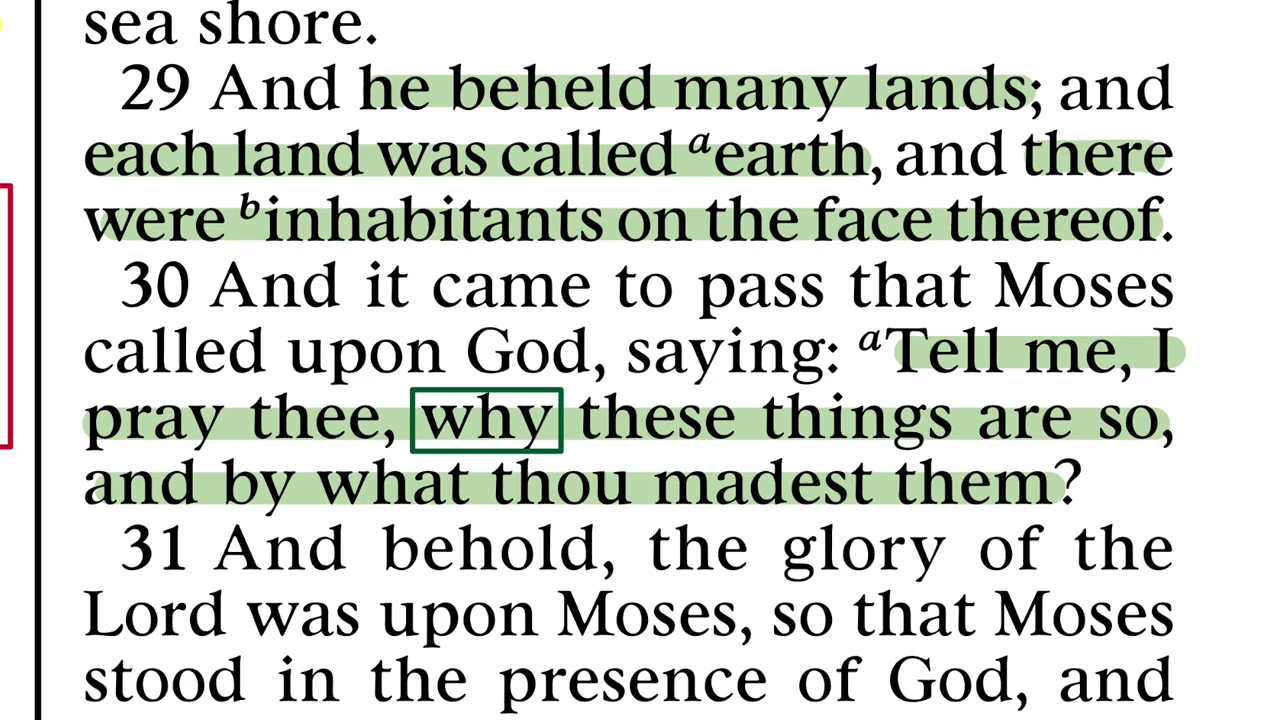 sea shore.
29 And he beheld many lands; and
each land was called ᵃearth, and there
were ᵇinhabitants on the face thereof.
30 And it came to pass that Moses
called upon God, saying: ᵃTell me, I
pray thee, why these things are so,
and by what thou madest them?
31 And behold, the glory of the
Lord was upon Moses, so that Moses
stood in the presence of God, and